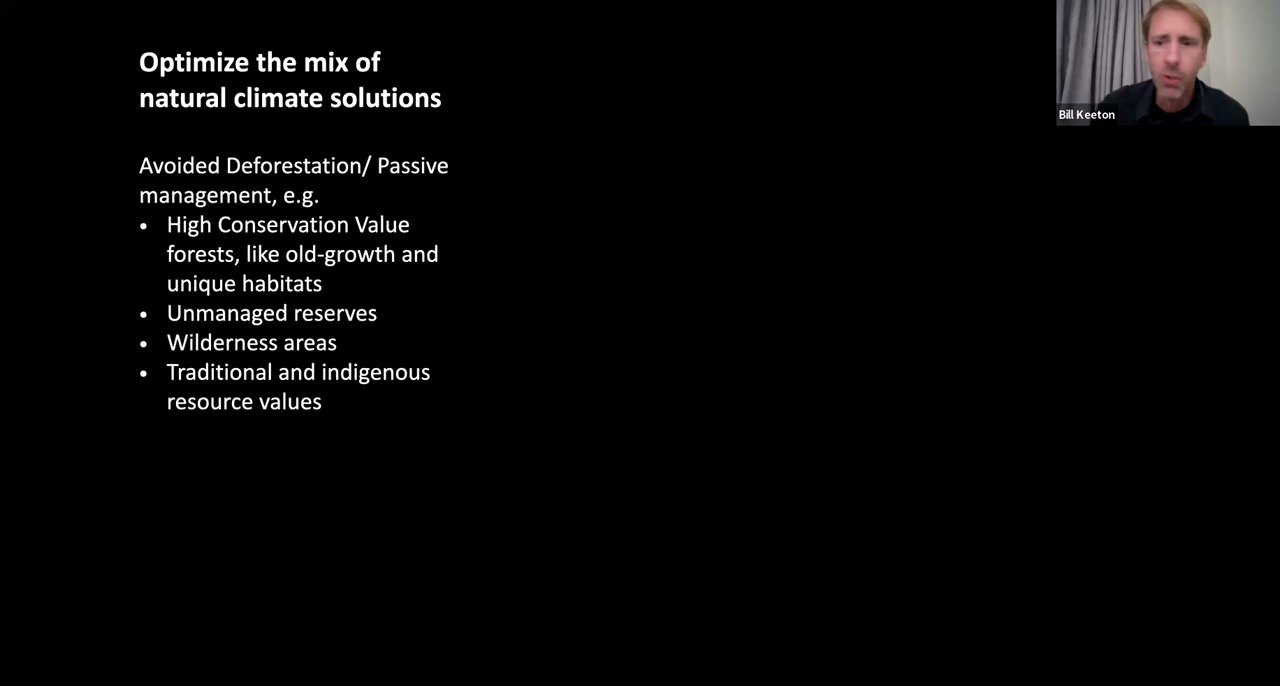 Optimize the mix of
natural climate solutions
Avoided Deforestation/ Passive
management, e.g.
• High Conservation Value
forests, like old-growth and
unique habitats
• Unmanaged reserves
• Wilderness areas
• Traditional and indigenous
resource values
Bill Keeton